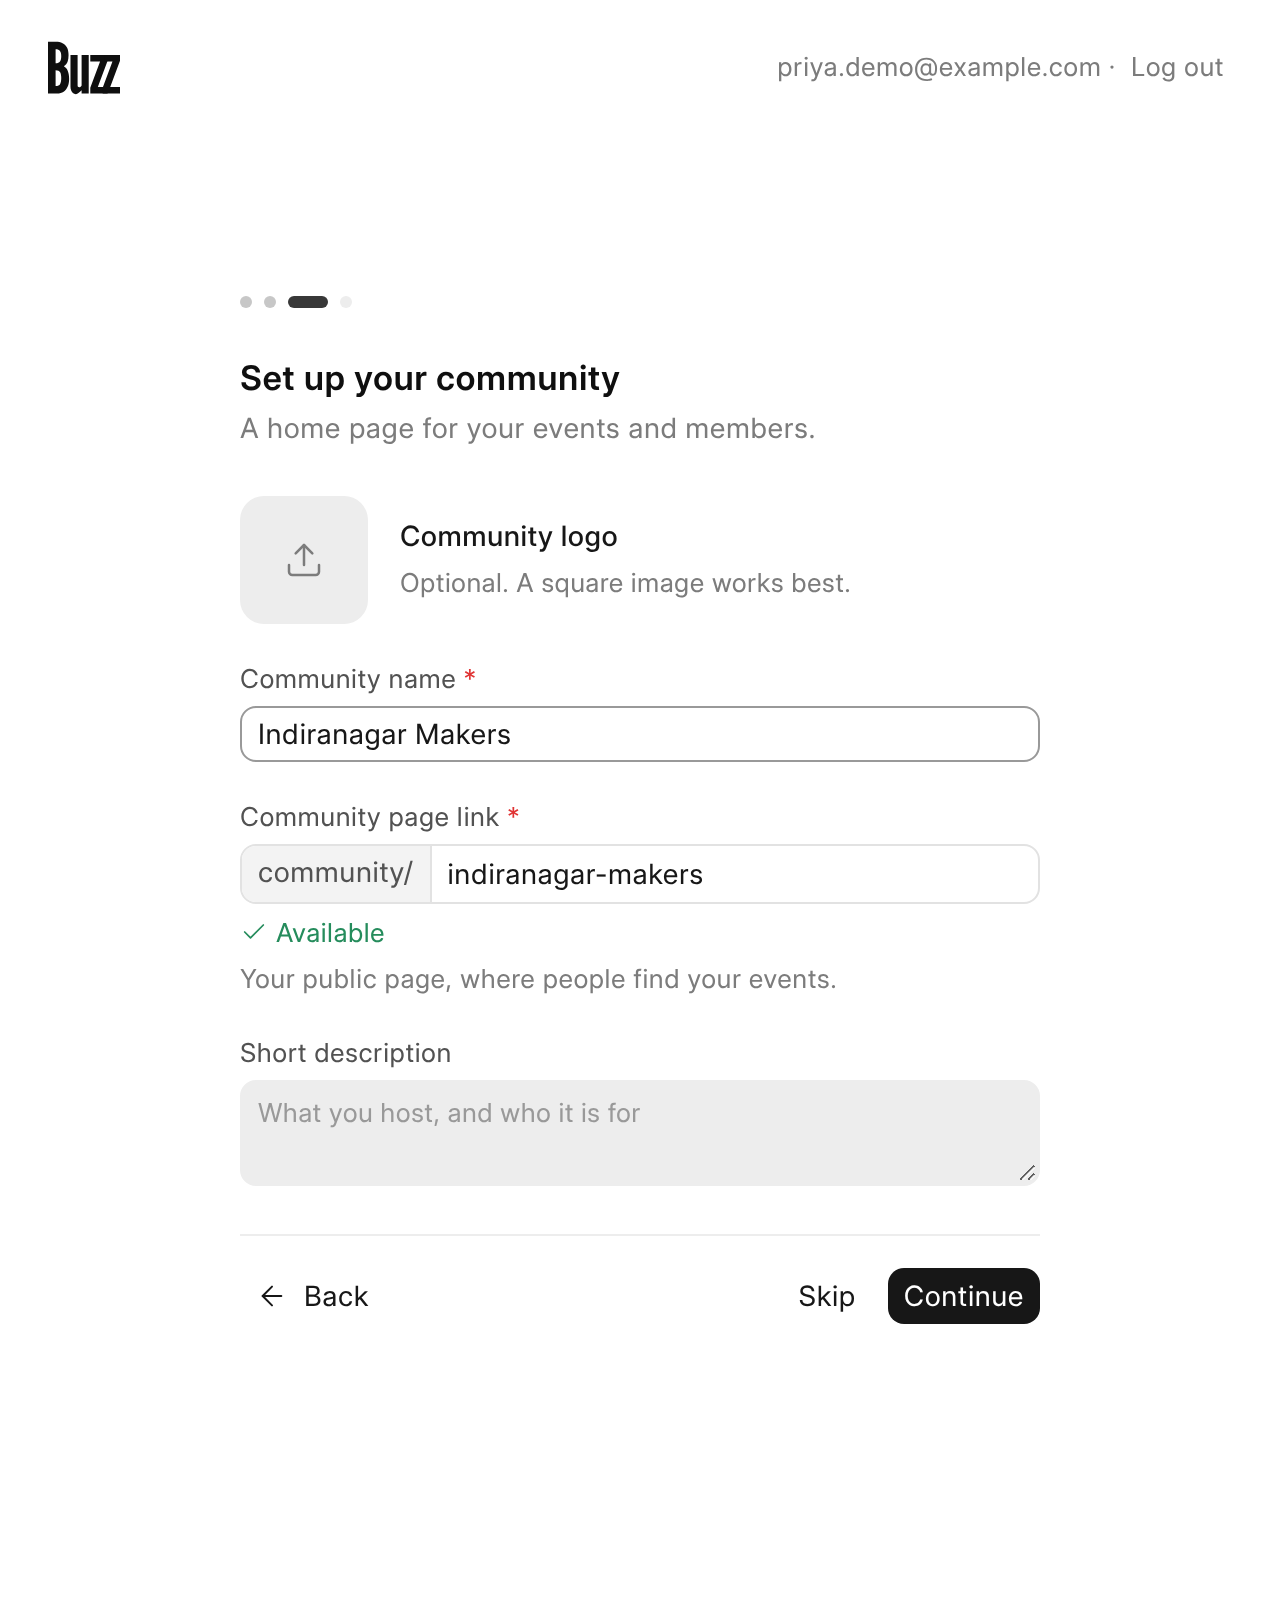 Buzz
priya.demo@example.com · Log out
Set up your community
A home page for your events and members.
Community logo
Optional. A square image works best.
Community name *
Indiranagar Makers
Community page link *
community/ indiranagar-makers
Available
Your public page, where people find your events.
Short description
What you host, and who it is for
Back Skip Continue